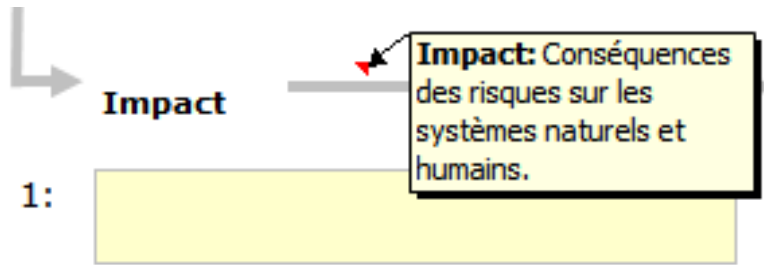 Impact
Impact: Conséquences
des risques sur les
systèmes naturels et
humains.
1: